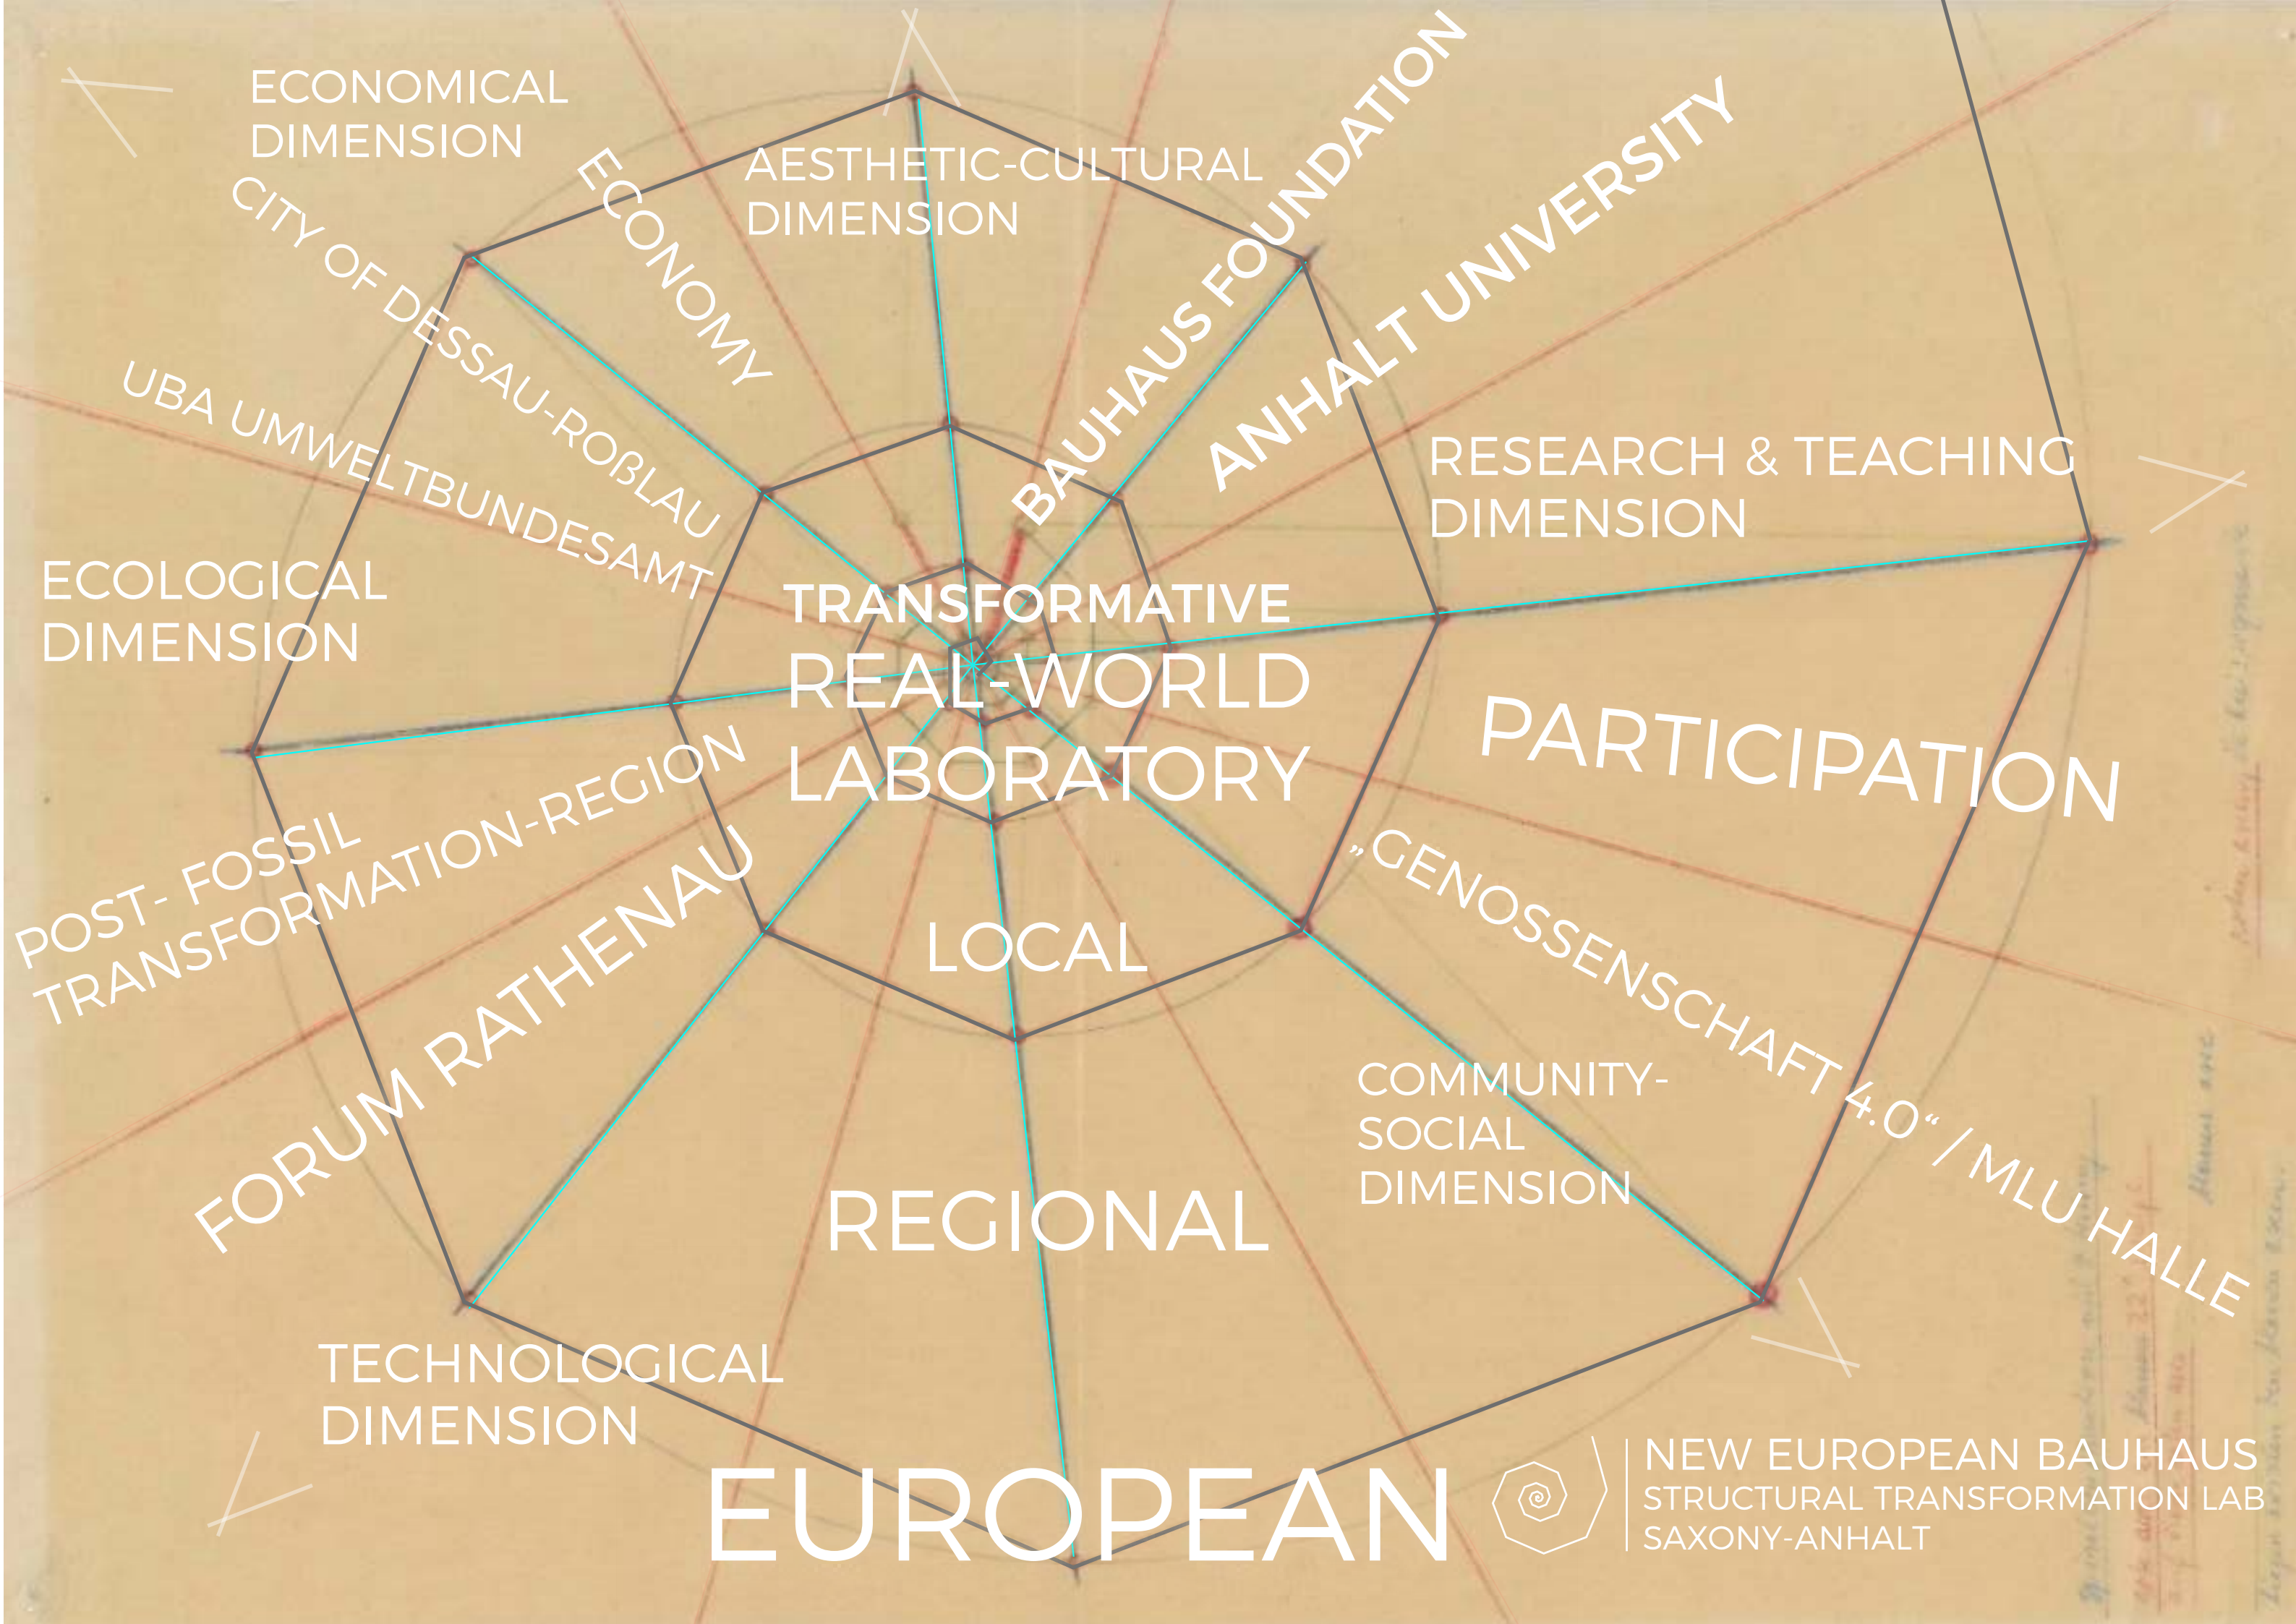 ECONOMICAL
DIMENSION
CITY OF DESSAU-ROßLAU
ECONOMY
AESTHETIC-CULTURAL
DIMENSION
BAUHAUS FOUNDATION
ANHALT UNIVERSITY
UBA UMWELTBUNDESAMT
RESEARCH & TEACHING
DIMENSION
ECOLOGICAL
DIMENSION
TRANSFORMATIVE
REAL-WORLD
LABORATORY
PARTICIPATION
POST- FOSSIL
TRANSFORMATION-REGION
FORUM RATHENAU
„GENOSSENSCHAFT 4.0“ / MLU HALLE
LOCAL
COMMUNITY-
SOCIAL
DIMENSION
REGIONAL
TECHNOLOGICAL
DIMENSION
EUROPEAN
NEW EUROPEAN BAUHAUS
STRUCTURAL TRANSFORMATION LAB
SAXONY-ANHALT